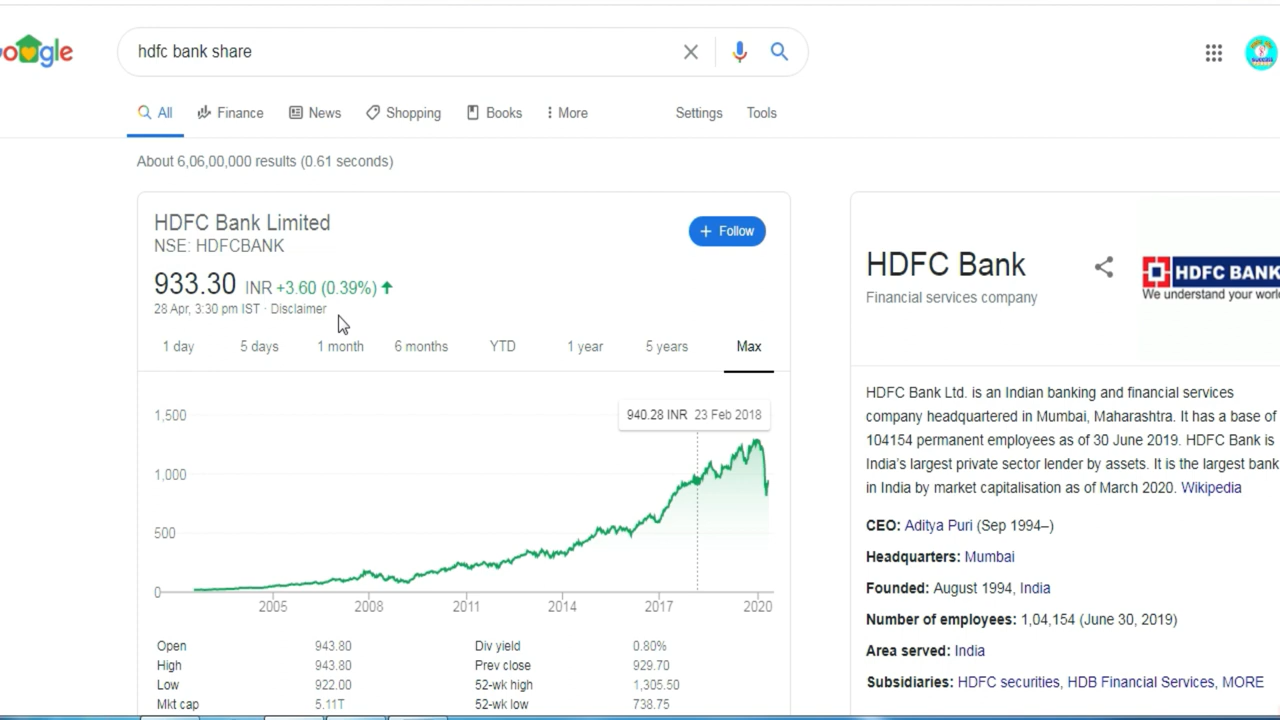 oogle
hdfc bank share
All Finance News Shopping Books More Settings Tools
About 6,06,00,000 results (0.61 seconds)
HDFC Bank Limited
NSE: HDFCBANK
+ Follow
933.30 INR +3.60 (0.39%)
28 Apr, 3:30 pm IST · Disclaimer
1 day 5 days 1 month 6 months YTD 1 year 5 years Max
940.28 INR 23 Feb 2018
1,500
1,000
500
0
2005 2008 2011 2014 2017 2020
Open 943.80 Div yield 0.80%
High 943.80 Prev close 929.70
Low 922.00 52-wk high 1,305.50
Mkt cap 5.11T 52-wk low 738.75
HDFC Bank
Financial services company
HDFC BANK
We understand your world
HDFC Bank Ltd. is an Indian banking and financial services
company headquartered in Mumbai, Maharashtra. It has a base of
104154 permanent employees as of 30 June 2019. HDFC Bank is
India's largest private sector lender by assets. It is the largest bank
in India by market capitalisation as of March 2020. Wikipedia
CEO: Aditya Puri (Sep 1994–)
Headquarters: Mumbai
Founded: August 1994, India
Number of employees: 1,04,154 (June 30, 2019)
Area served: India
Subsidiaries: HDFC securities, HDB Financial Services, MORE